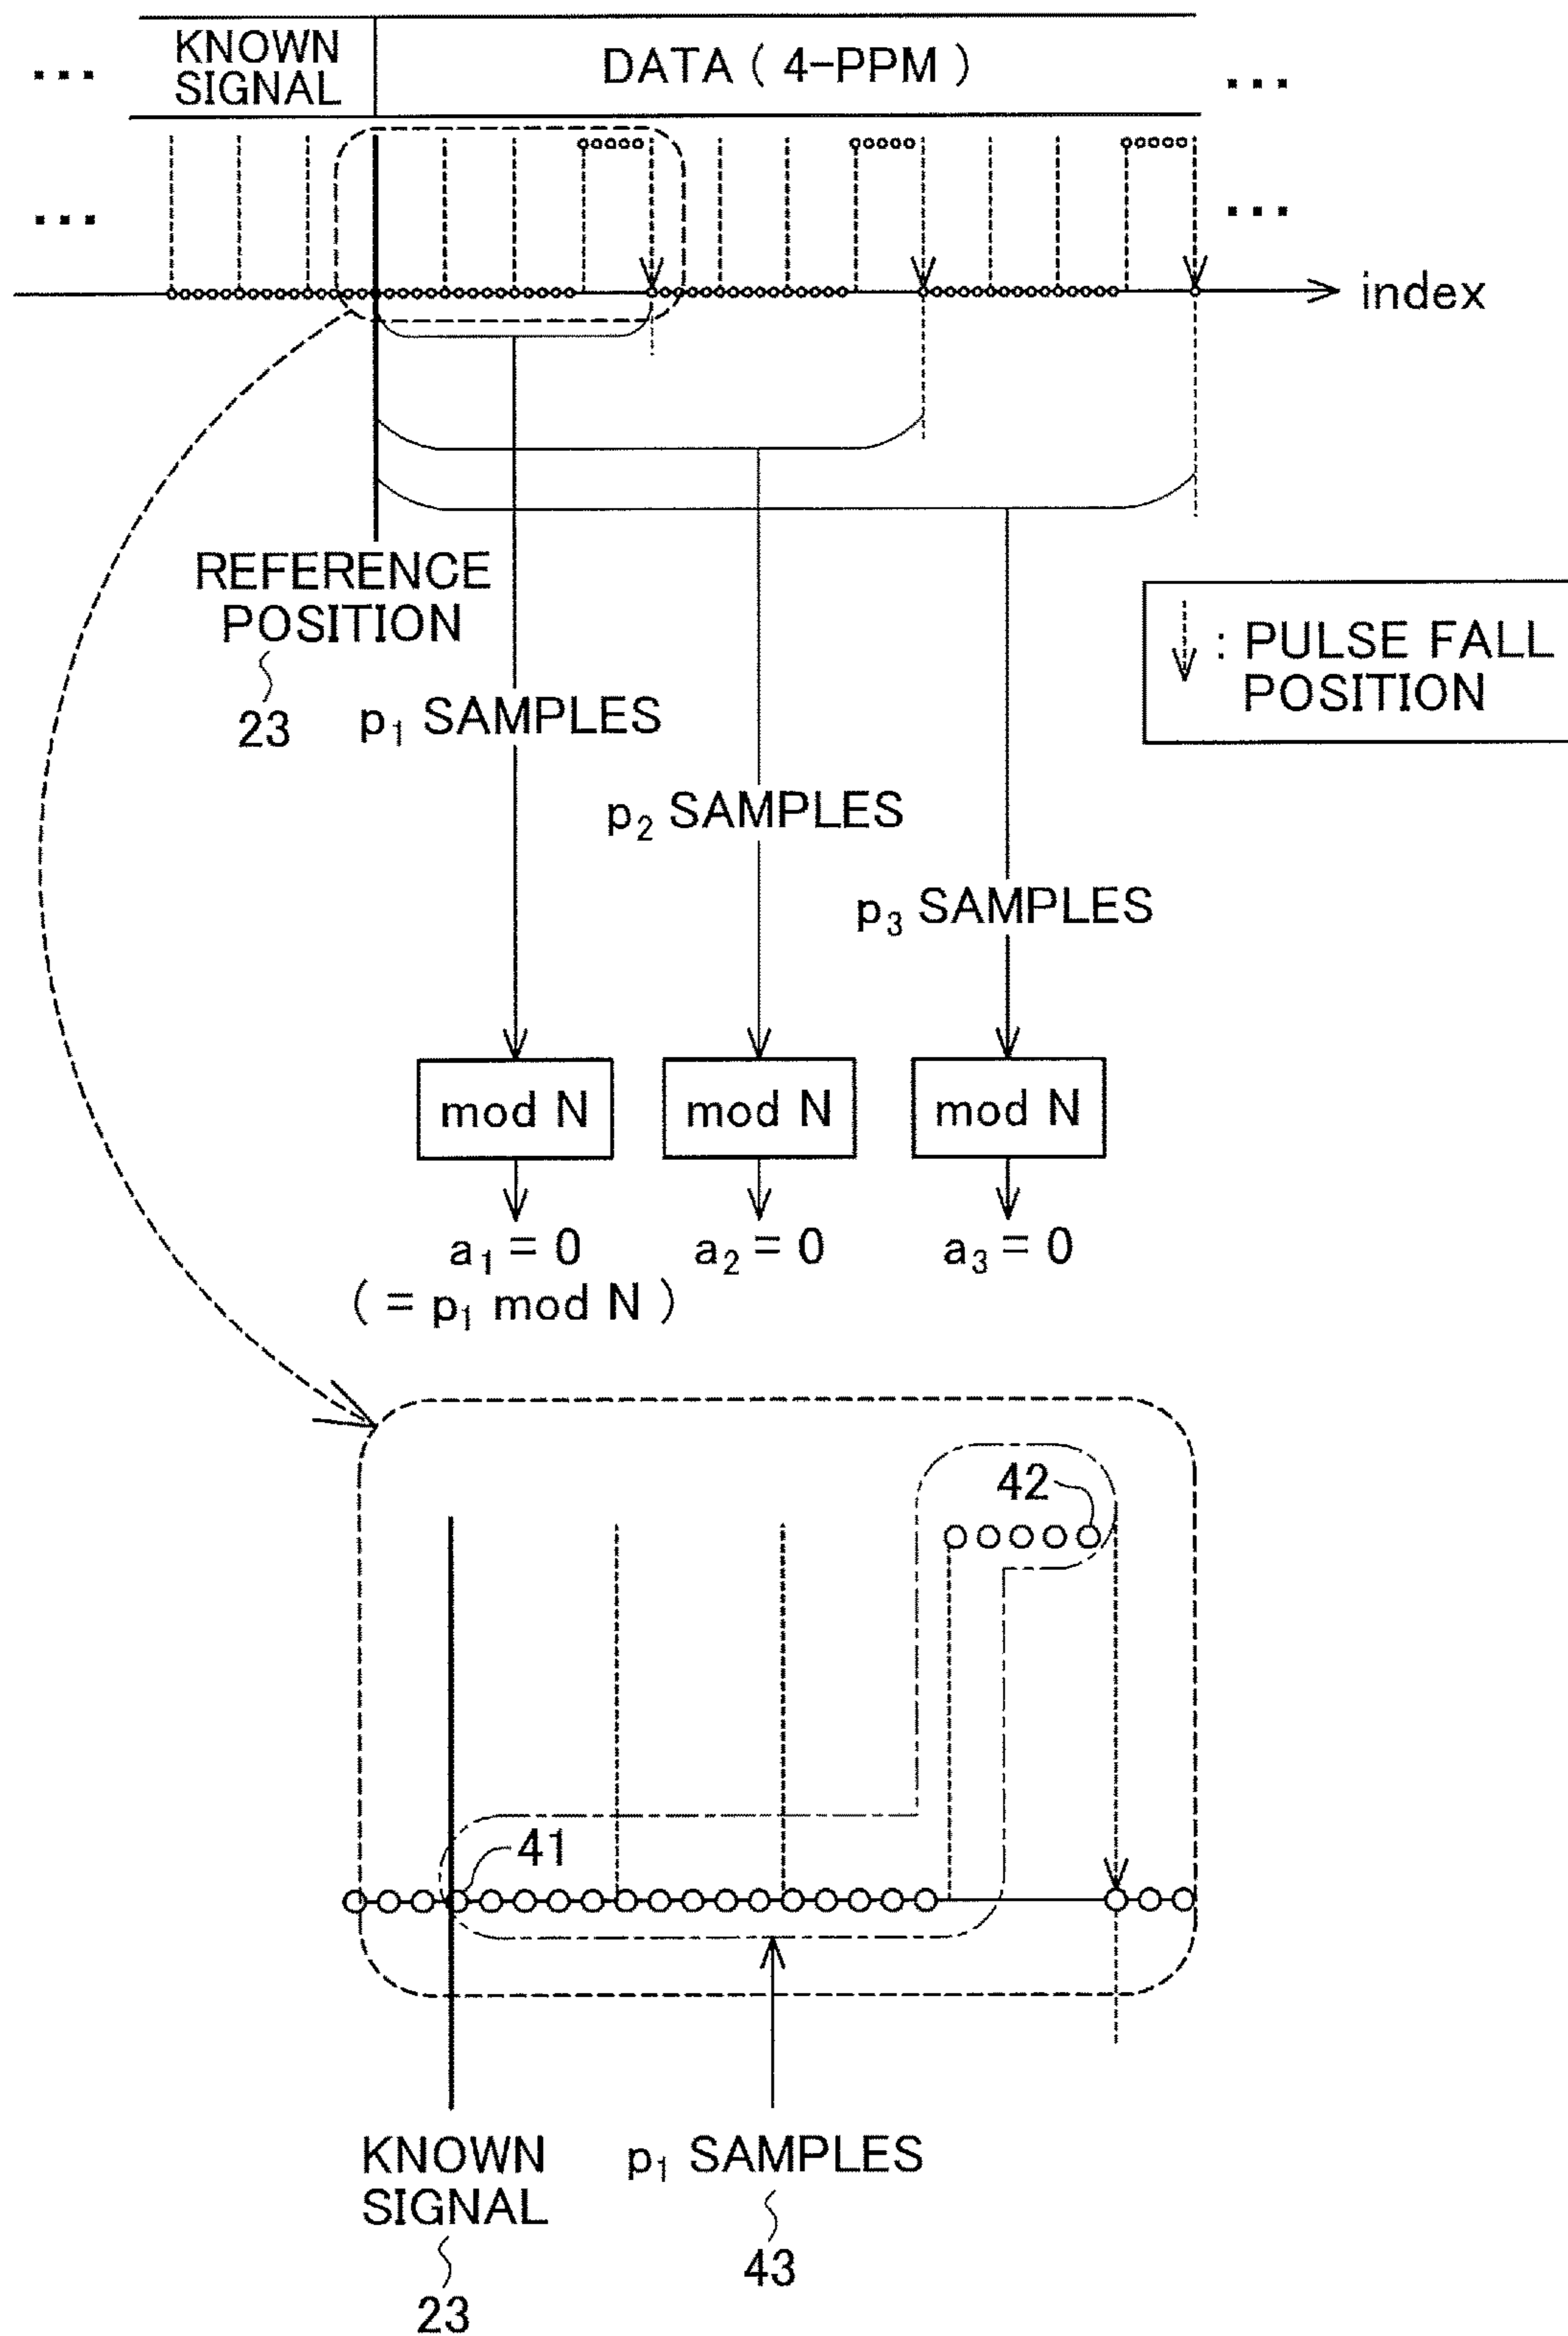 KNOWN
SIGNAL
DATA ( 4-PPM )
...
...
...
...
index
REFERENCE
POSITION
23
: PULSE FALL
POSITION
p₁ SAMPLES
p₂ SAMPLES
p₃ SAMPLES
mod N
mod N
mod N
a₁ = 0
a₂ = 0
a₃ = 0
( = p₁ mod N )
42
41
KNOWN
SIGNAL
23
p₁ SAMPLES
43